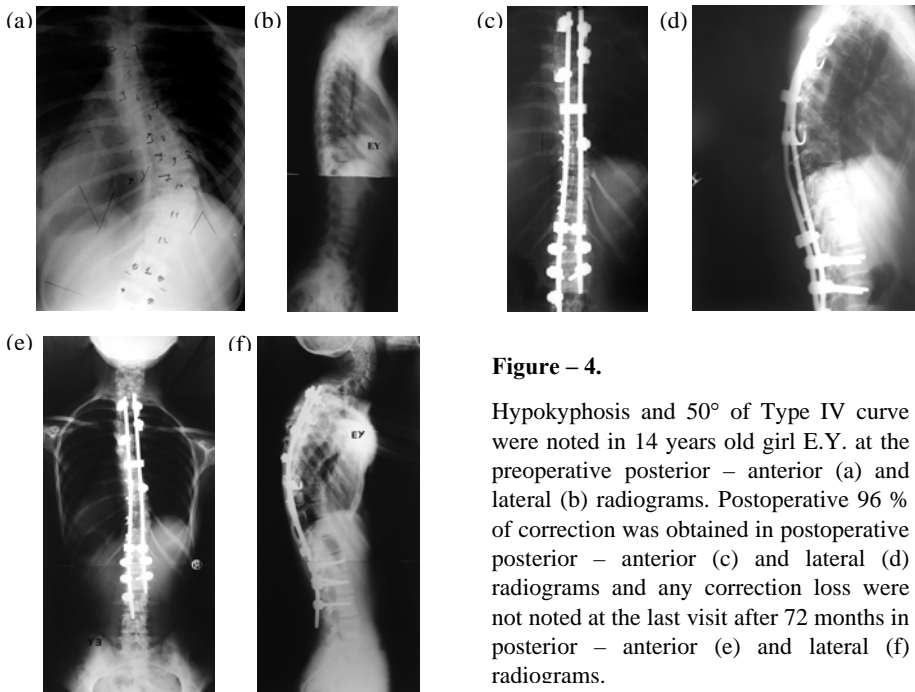 (a)
(b)
(c)
(d)
EY
(e)
(f)
EY
EY
Figure – 4.
Hypokyphosis and 50° of Type IV curve
were noted in 14 years old girl E.Y. at the
preoperative posterior – anterior (a) and
lateral (b) radiograms. Postoperative 96 %
of correction was obtained in postoperative
posterior – anterior (c) and lateral (d)
radiograms and any correction loss were
not noted at the last visit after 72 months in
posterior – anterior (e) and lateral (f)
radiograms.